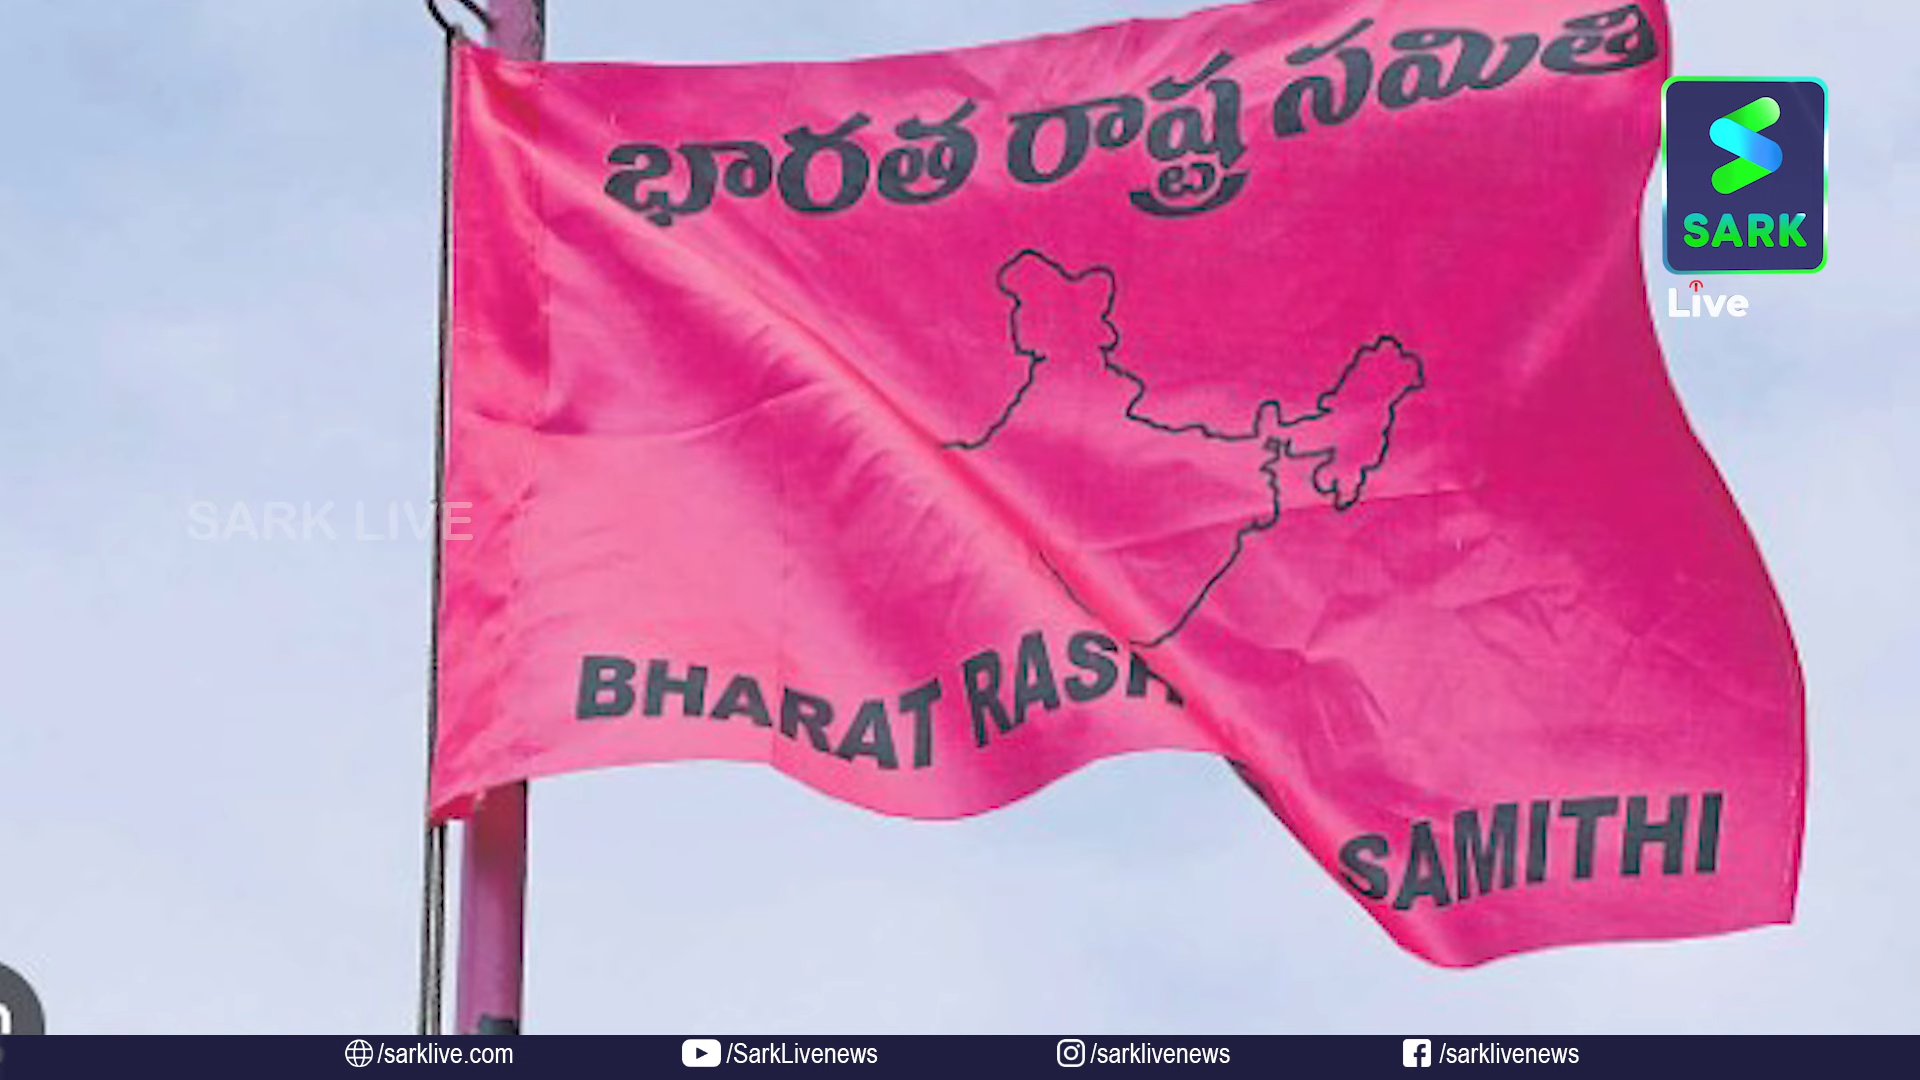 భారత రాష్ట్ర సమితి
SARK
Live
SARK LIVE
BHARAT RASH
SAMITHI
/sarklive.com
/SarkLivenews
/sarklivenews
/sarklivenews